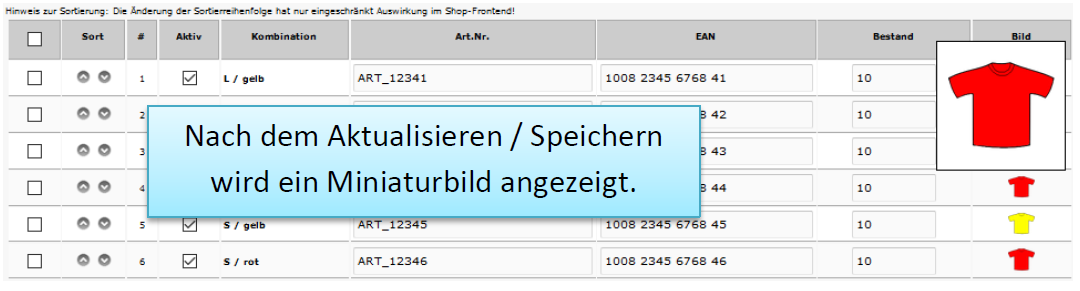 Hinweis zur Sortierung: Die Änderung der Sortierreihenfolge hat nur eingeschränkt Auswirkung im Shop-Frontend!
Sort # Aktiv Kombination Art.Nr. EAN Bestand Bild
1 L / gelb ART_12341 1008 2345 6768 41 10
2 8 42 10
3 8 43 10
4 8 44 10
Nach dem Aktualisieren / Speichern
wird ein Miniaturbild angezeigt.
5 S / gelb ART_12345 1008 2345 6768 45 10
6 S / rot ART_12346 1008 2345 6768 46 10